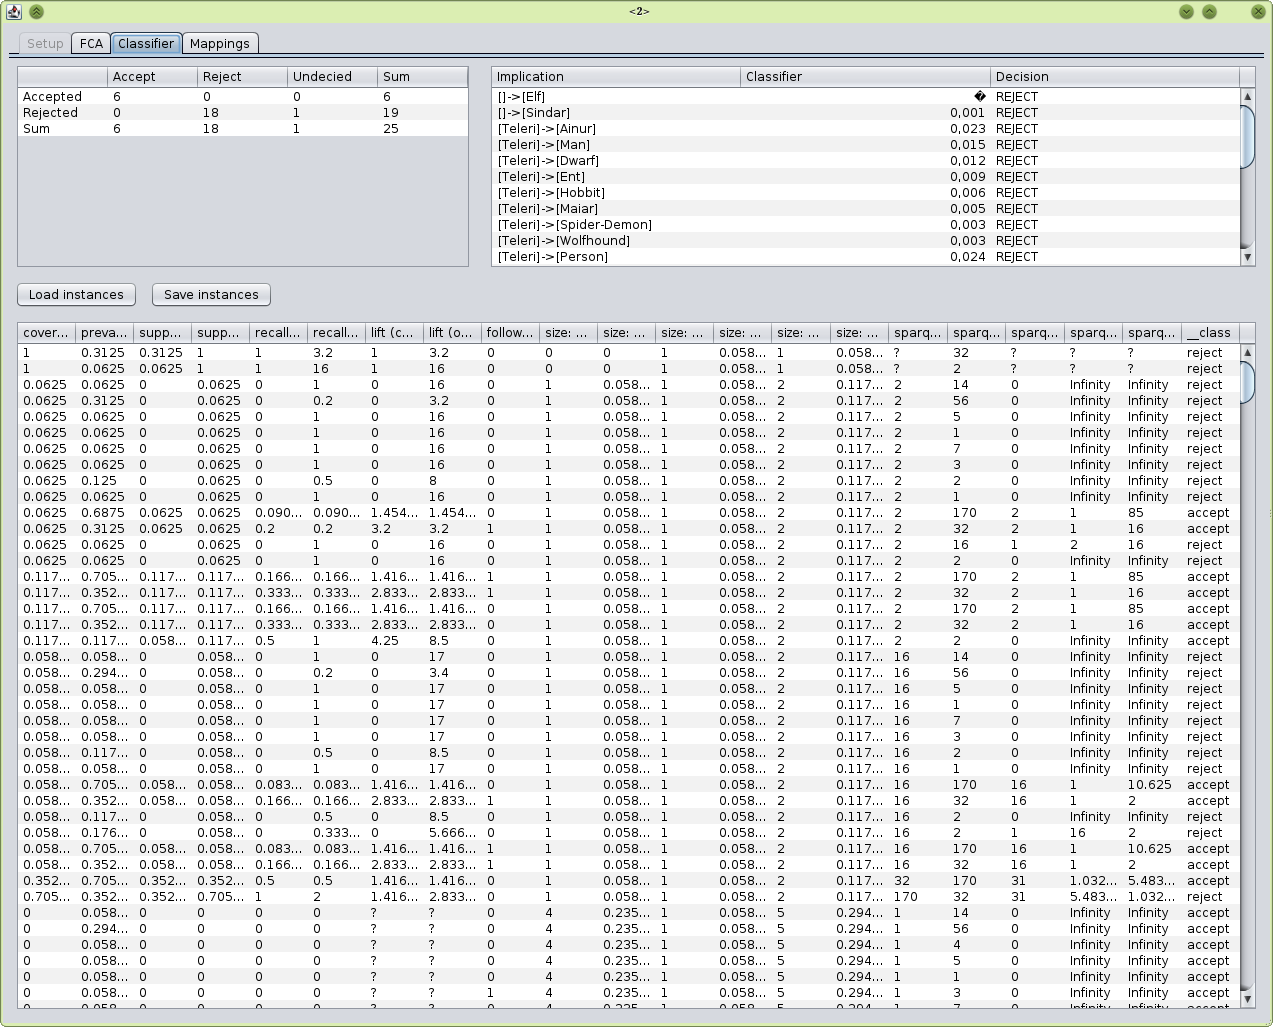 <2>
Setup FCA Classifier Mappings
Accept Reject Undecied Sum
Accepted 6 0 0 6
Rejected 0 18 1 19
Sum 6 18 1 25
Implication Classifier Decision
[]->[Elf] � REJECT
[]->[Sindar] 0,001 REJECT
[Teleri]->[Ainur] 0,023 REJECT
[Teleri]->[Man] 0,015 REJECT
[Teleri]->[Dwarf] 0,012 REJECT
[Teleri]->[Ent] 0,009 REJECT
[Teleri]->[Hobbit] 0,006 REJECT
[Teleri]->[Maiar] 0,005 REJECT
[Teleri]->[Spider-Demon] 0,003 REJECT
[Teleri]->[Wolfhound] 0,003 REJECT
[Teleri]->[Person] 0,024 REJECT
Load instances Save instances
cover... preva... supp... supp... recall... recall... lift (c... lift (o... follow... size: ... size: ... size: ... size: ... size: ... size: ... sparq... sparq... sparq... sparq... sparq... __class
1 0.3125 0.3125 1 1 3.2 1 3.2 0 0 0 1 0.058... 1 0.058... ? 32 ? ? ? reject
1 0.0625 0.0625 1 1 16 1 16 0 0 0 1 0.058... 1 0.058... ? 2 ? ? ? reject
0.0625 0.0625 0 0.0625 0 1 0 16 0 1 0.058... 1 0.058... 2 0.117... 2 14 0 Infinity Infinity reject
0.0625 0.3125 0 0.0625 0 0.2 0 3.2 0 1 0.058... 1 0.058... 2 0.117... 2 56 0 Infinity Infinity reject
0.0625 0.0625 0 0.0625 0 1 0 16 0 1 0.058... 1 0.058... 2 0.117... 2 5 0 Infinity Infinity reject
0.0625 0.0625 0 0.0625 0 1 0 16 0 1 0.058... 1 0.058... 2 0.117... 2 1 0 Infinity Infinity reject
0.0625 0.0625 0 0.0625 0 1 0 16 0 1 0.058... 1 0.058... 2 0.117... 2 7 0 Infinity Infinity reject
0.0625 0.0625 0 0.0625 0 1 0 16 0 1 0.058... 1 0.058... 2 0.117... 2 3 0 Infinity Infinity reject
0.0625 0.125 0 0.0625 0 0.5 0 8 0 1 0.058... 1 0.058... 2 0.117... 2 2 0 Infinity Infinity reject
0.0625 0.0625 0 0.0625 0 1 0 16 0 1 0.058... 1 0.058... 2 0.117... 2 1 0 Infinity Infinity reject
0.0625 0.6875 0.0625 0.0625 0.090... 0.090... 1.454... 1.454... 0 1 0.058... 1 0.058... 2 0.117... 2 170 2 1 85 accept
0.0625 0.3125 0.0625 0.0625 0.2 0.2 3.2 3.2 1 1 0.058... 1 0.058... 2 0.117... 2 32 2 1 16 accept
0.0625 0.0625 0 0.0625 0 1 0 16 0 1 0.058... 1 0.058... 2 0.117... 2 16 1 2 16 reject
0.0625 0.0625 0 0.0625 0 1 0 16 0 1 0.058... 1 0.058... 2 0.117... 2 2 0 Infinity Infinity reject
0.117... 0.705... 0.117... 0.117... 0.166... 0.166... 1.416... 1.416... 1 1 0.058... 1 0.058... 2 0.117... 2 170 2 1 85 accept
0.117... 0.352... 0.117... 0.117... 0.333... 0.333... 2.833... 2.833... 1 1 0.058... 1 0.058... 2 0.117... 2 32 2 1 16 accept
0.117... 0.705... 0.117... 0.117... 0.166... 0.166... 1.416... 1.416... 0 1 0.058... 1 0.058... 2 0.117... 2 170 2 1 85 accept
0.117... 0.352... 0.117... 0.117... 0.333... 0.333... 2.833... 2.833... 0 1 0.058... 1 0.058... 2 0.117... 2 32 2 1 16 accept
0.117... 0.117... 0.058... 0.117... 0.5 1 4.25 8.5 0 1 0.058... 1 0.058... 2 0.117... 2 2 0 Infinity Infinity accept
0.058... 0.058... 0 0.058... 0 1 0 17 0 1 0.058... 1 0.058... 2 0.117... 16 14 0 Infinity Infinity reject
0.058... 0.294... 0 0.058... 0 0.2 0 3.4 0 1 0.058... 1 0.058... 2 0.117... 16 56 0 Infinity Infinity reject
0.058... 0.058... 0 0.058... 0 1 0 17 0 1 0.058... 1 0.058... 2 0.117... 16 5 0 Infinity Infinity reject
0.058... 0.058... 0 0.058... 0 1 0 17 0 1 0.058... 1 0.058... 2 0.117... 16 1 0 Infinity Infinity reject
0.058... 0.058... 0 0.058... 0 1 0 17 0 1 0.058... 1 0.058... 2 0.117... 16 7 0 Infinity Infinity reject
0.058... 0.058... 0 0.058... 0 1 0 17 0 1 0.058... 1 0.058... 2 0.117... 16 3 0 Infinity Infinity reject
0.058... 0.117... 0 0.058... 0 0.5 0 8.5 0 1 0.058... 1 0.058... 2 0.117... 16 2 0 Infinity Infinity reject
0.058... 0.058... 0 0.058... 0 1 0 17 0 1 0.058... 1 0.058... 2 0.117... 16 1 0 Infinity Infinity reject
0.058... 0.705... 0.058... 0.058... 0.083... 0.083... 1.416... 1.416... 0 1 0.058... 1 0.058... 2 0.117... 16 170 16 1 10.625 accept
0.058... 0.352... 0.058... 0.058... 0.166... 0.166... 2.833... 2.833... 1 1 0.058... 1 0.058... 2 0.117... 16 32 16 1 2 accept
0.058... 0.117... 0 0.058... 0 0.5 0 8.5 0 1 0.058... 1 0.058... 2 0.117... 16 2 0 Infinity Infinity reject
0.058... 0.176... 0 0.058... 0 0.333... 0 5.666... 0 1 0.058... 1 0.058... 2 0.117... 16 2 1 16 2 reject
0.058... 0.705... 0.058... 0.058... 0.083... 0.083... 1.416... 1.416... 1 1 0.058... 1 0.058... 2 0.117... 16 170 16 1 10.625 accept
0.058... 0.352... 0.058... 0.058... 0.166... 0.166... 2.833... 2.833... 1 1 0.058... 1 0.058... 2 0.117... 16 32 16 1 2 accept
0.352... 0.705... 0.352... 0.352... 0.5 0.5 1.416... 1.416... 0 1 0.058... 1 0.058... 2 0.117... 32 170 31 1.032... 5.483... accept
0.705... 0.352... 0.352... 0.705... 1 2 1.416... 2.833... 0 1 0.058... 1 0.058... 2 0.117... 170 32 31 5.483... 1.032... reject
0 0.058... 0 0 0 0 ? ? 0 4 0.235... 1 0.058... 5 0.294... 1 14 0 Infinity Infinity accept
0 0.294... 0 0 0 0 ? ? 0 4 0.235... 1 0.058... 5 0.294... 1 56 0 Infinity Infinity accept
0 0.058... 0 0 0 0 ? ? 0 4 0.235... 1 0.058... 5 0.294... 1 4 0 Infinity Infinity accept
0 0.058... 0 0 0 0 ? ? 0 4 0.235... 1 0.058... 5 0.294... 1 5 0 Infinity Infinity accept
0 0.058... 0 0 0 0 ? ? 0 4 0.235... 1 0.058... 5 0.294... 1 1 0 Infinity Infinity accept
0 0.058... 0 0 0 0 ? ? 1 4 0.235... 1 0.058... 5 0.294... 1 3 0 Infinity Infinity accept